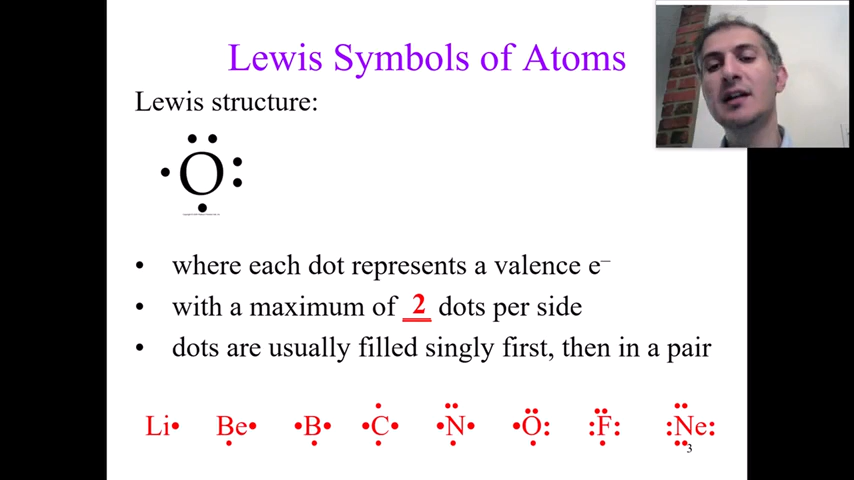 Lewis Symbols of Atoms
Lewis structure:
O
• where each dot represents a valence e⁻
• with a maximum of 2 dots per side
• dots are usually filled singly first, then in a pair
Li Be B C N O F Ne
3